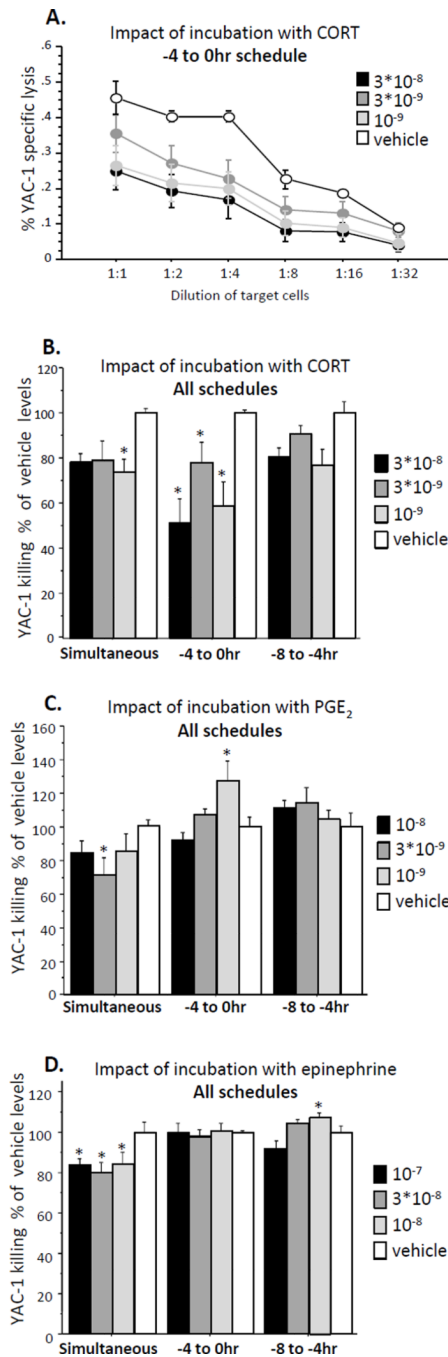 A.
Impact of incubation with CORT
-4 to 0hr schedule
% YAC-1 specific lysis
.6
.5
.4
.3
.2
.1
0
3*10-8
3*10-9
10-9
vehicle
1:1 1:2 1:4 1:8 1:16 1:32
Dilution of target cells
B.
Impact of incubation with CORT
All schedules
YAC-1 killing % of vehicle levels
120
100
80
60
40
20
0
* * * *
3*10-8
3*10-9
10-9
vehicle
Simultaneous -4 to 0hr -8 to -4hr
C.
Impact of incubation with PGE2
All schedules
YAC-1 killing % of vehicle levels
160
140
120
100
80
60
40
20
0
* *
10-8
3*10-9
10-9
vehicle
Simultaneous -4 to 0hr -8 to -4hr
D.
Impact of incubation with epinephrine
All schedules
YAC-1 killing % of vehicle levels
120
100
80
60
40
20
0
* * * *
10-7
3*10-8
10-8
vehicle
Simultaneous -4 to 0hr -8 to -4hr